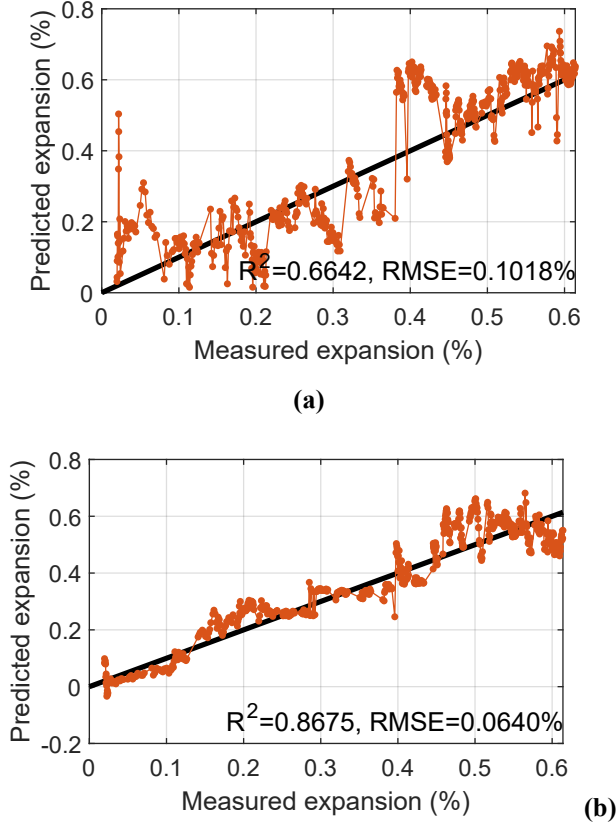 0.8
0.6
0.4
0.2
0
Predicted expansion (%)
R²=0.6642, RMSE=0.1018%
0 0.1 0.2 0.3 0.4 0.5 0.6
Measured expansion (%)
(a)
0.8
0.6
0.4
0.2
0
-0.2
Predicted expansion (%)
R²=0.8675, RMSE=0.0640%
0 0.1 0.2 0.3 0.4 0.5 0.6
Measured expansion (%)
(b)